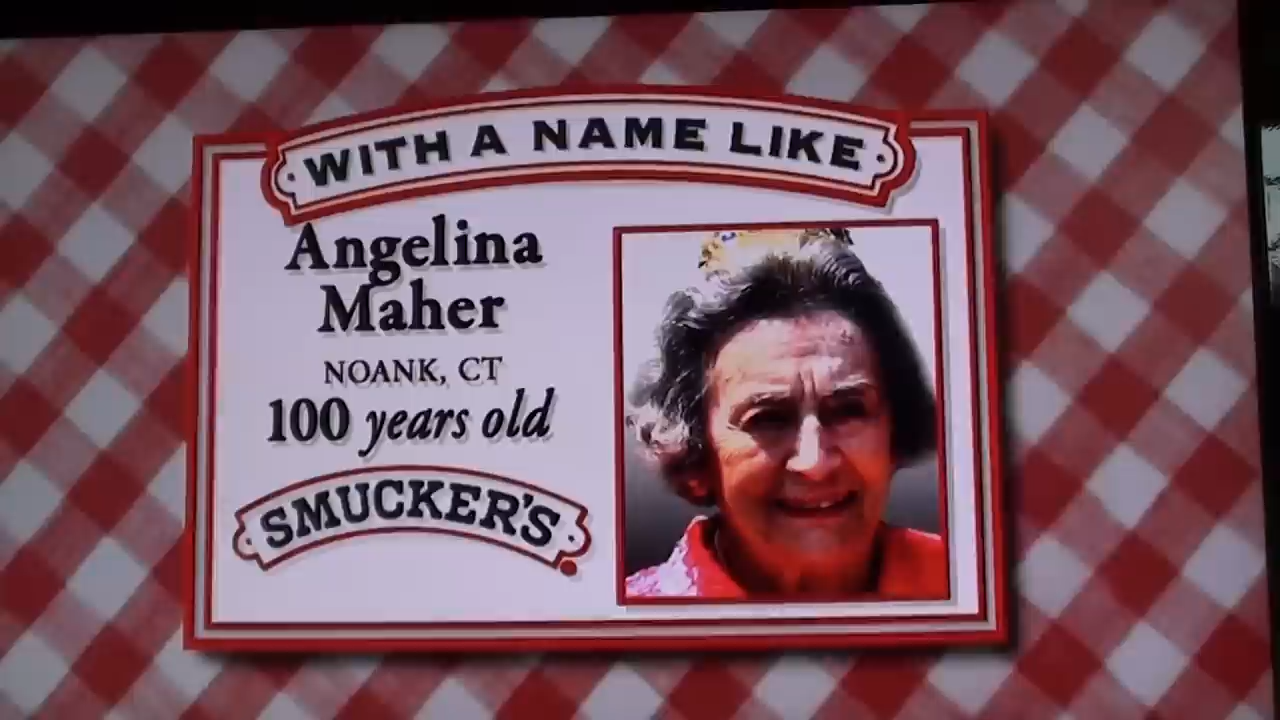 WITH A NAME LIKE
Angelina
Maher
NOANK, CT
100 years old
SMUCKER'S